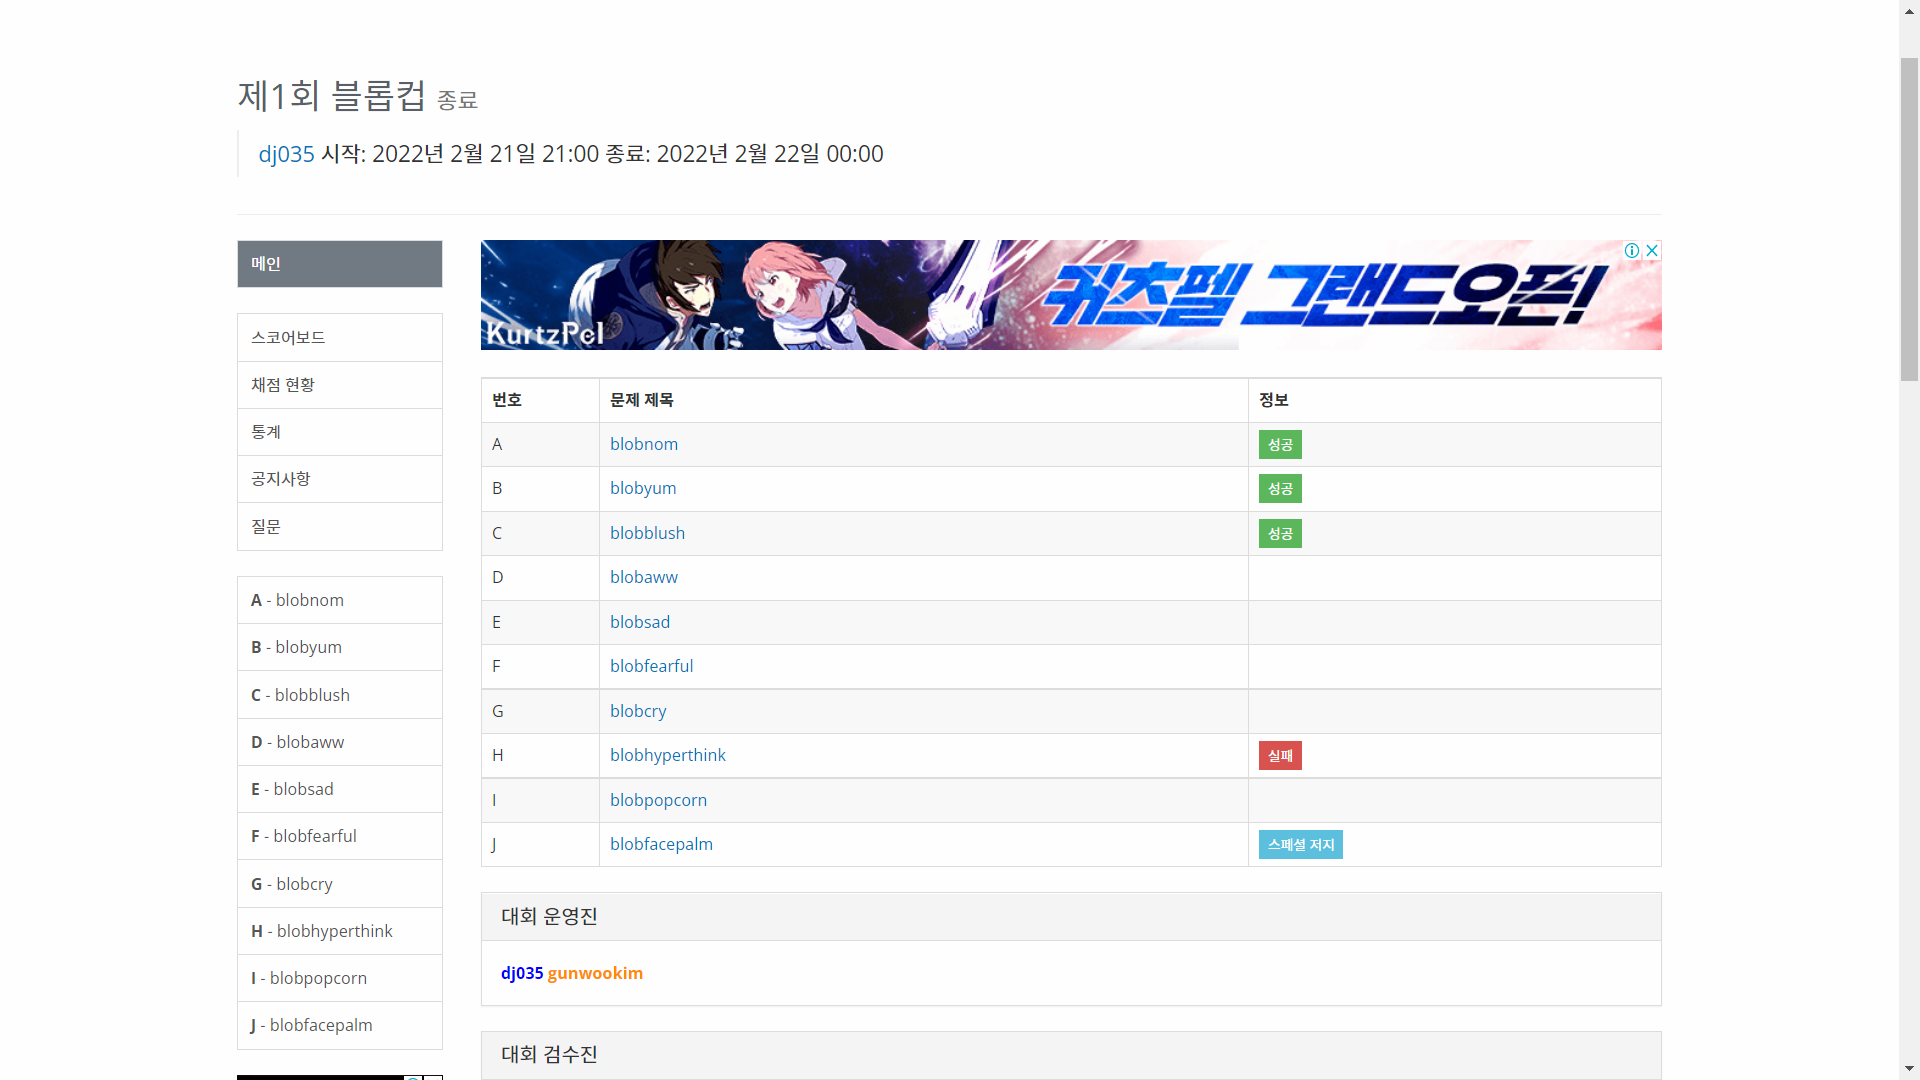 제1회 블롭컵 종료
dj035 시작: 2022년 2월 21일 21:00 종료: 2022년 2월 22일 00:00
메인
스코어보드
채점 현황
통계
공지사항
질문
A - blobnom
B - blobyum
C - blobblush
D - blobaww
E - blobsad
F - blobfearful
G - blobcry
H - blobhyperthink
I - blobpopcorn
J - blobfacepalm
KurtzPel
커츠펠 그랜드오픈!
번호 문제 제목 정보
A blobnom 성공
B blobyum 성공
C blobblush 성공
D blobaww
E blobsad
F blobfearful
G blobcry
H blobhyperthink 실패
I blobpopcorn
J blobfacepalm 스페셜 저지
대회 운영진
dj035 gunwookim
대회 검수진